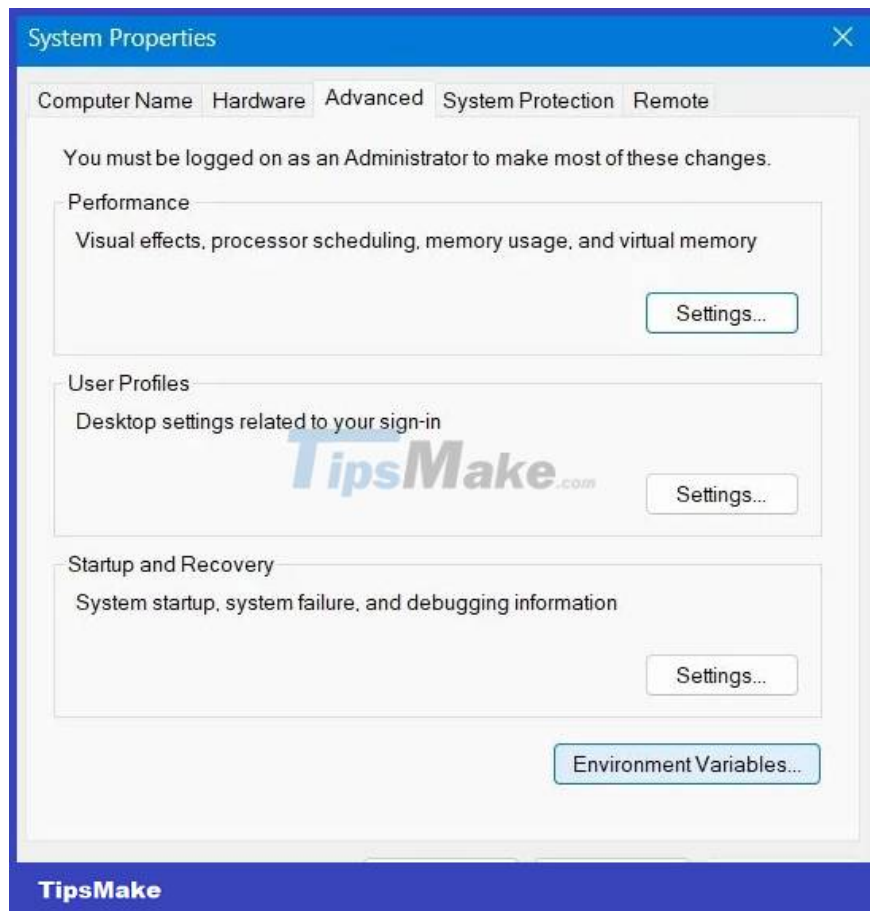 System Properties
Computer Name Hardware Advanced System Protection Remote
You must be logged on as an Administrator to make most of these changes.
Performance
Visual effects, processor scheduling, memory usage, and virtual memory
Settings...
User Profiles
Desktop settings related to your sign-in
TipsMake.com
Settings...
Startup and Recovery
System startup, system failure, and debugging information
Settings...
Environment Variables...
TipsMake